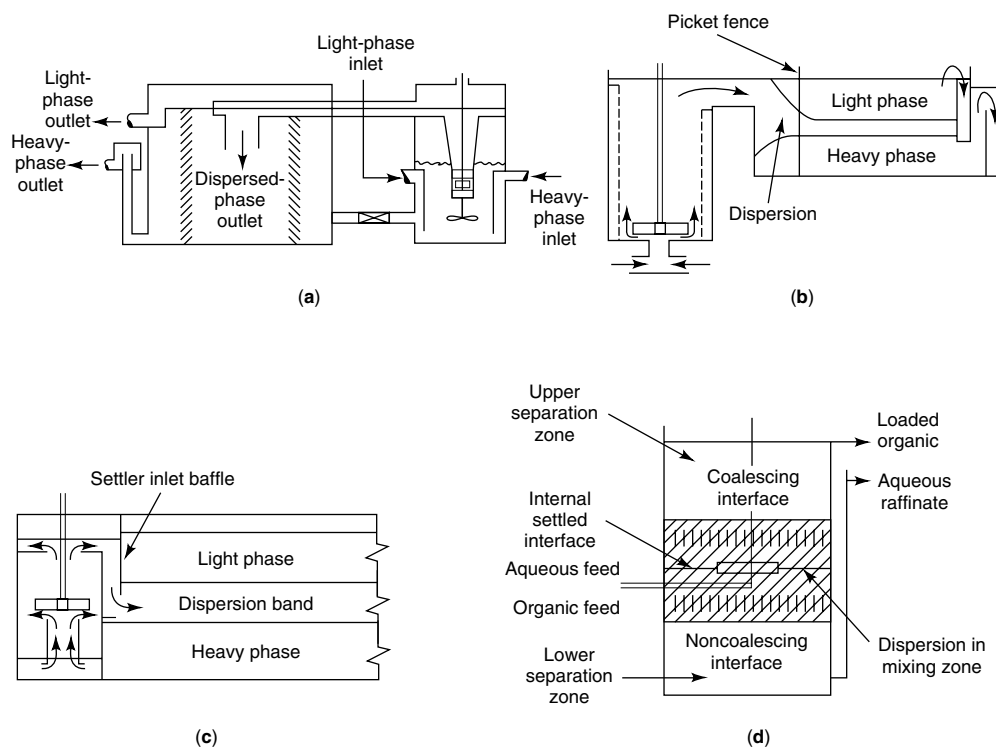 Light-phase
inlet
Light-
phase
outlet
Heavy-
phase
outlet
Dispersed-
phase
outlet
Heavy-
phase
inlet
(a)
Picket fence
Light phase
Heavy phase
Dispersion
(b)
Settler inlet baffle
Light phase
Dispersion band
Heavy phase
(c)
Upper
separation
zone
Loaded
organic
Coalescing
interface
Aqueous
raffinate
Internal
settled
interface
Aqueous feed
Organic feed
Noncoalescing
interface
Lower
separation
zone
Dispersion in
mixing zone
(d)